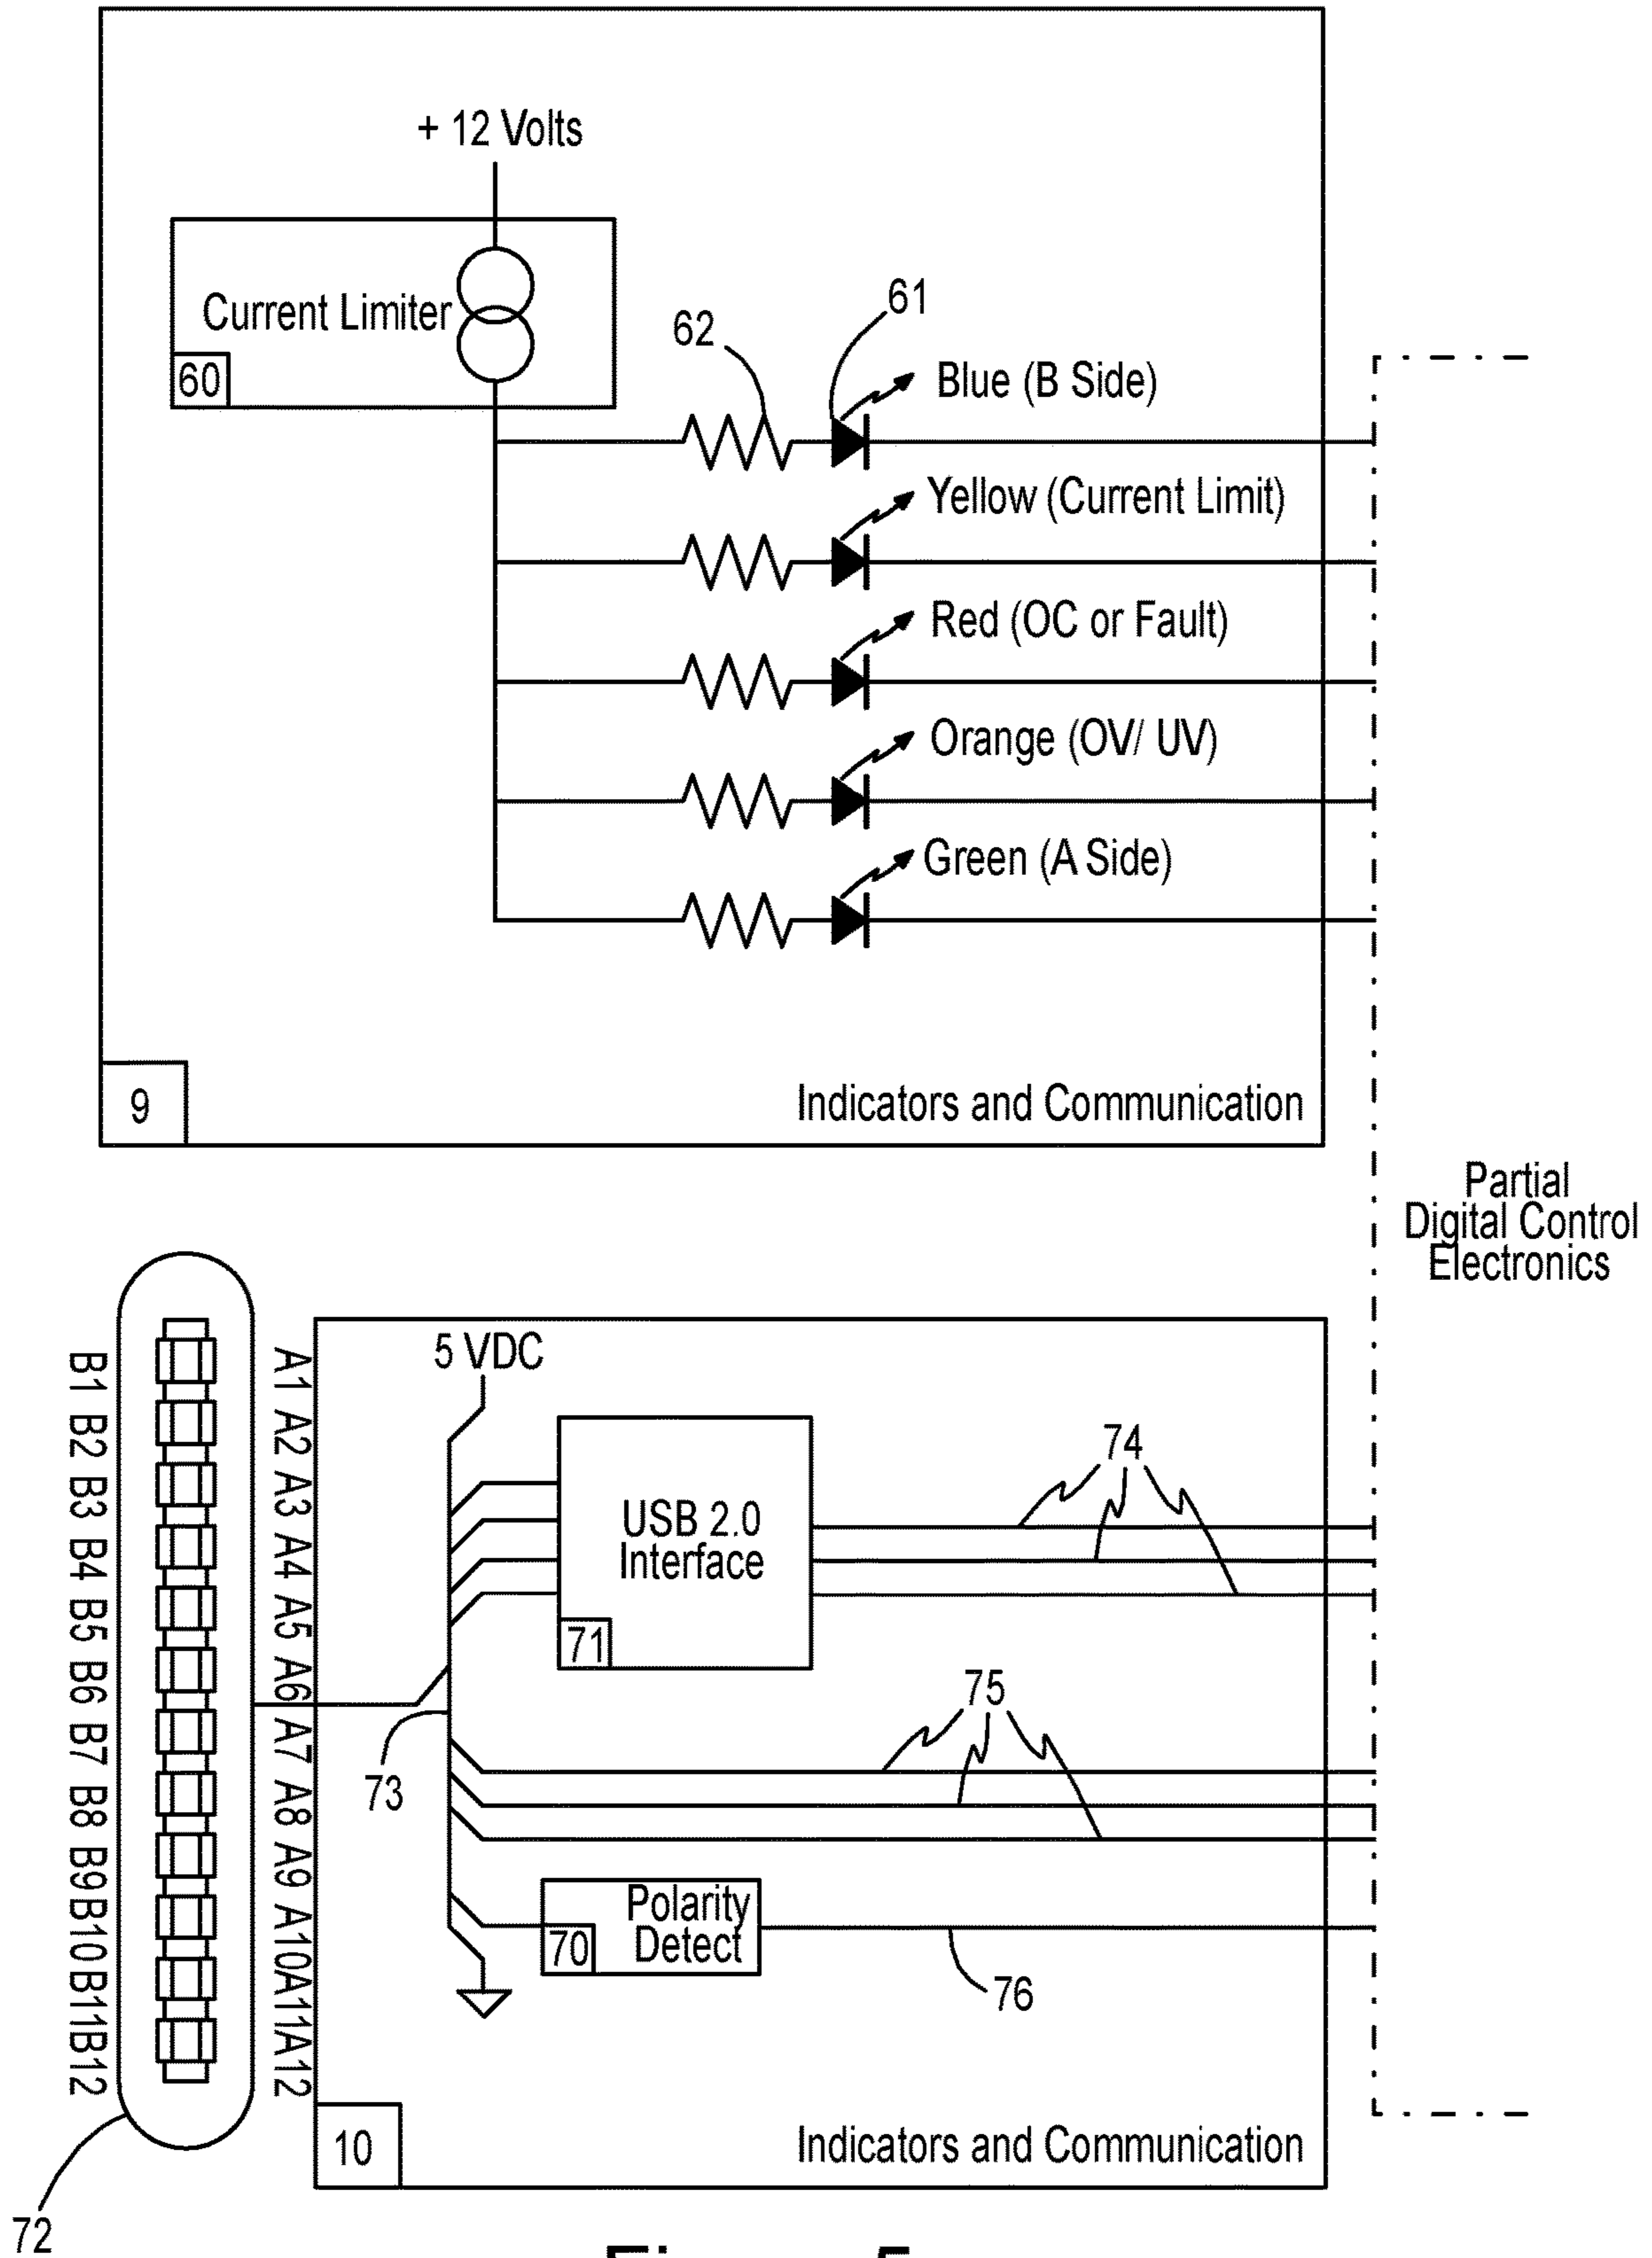 + 12 Volts
Current Limiter
60
62
61
Blue (B Side)
Yellow (Current Limit)
Red (OC or Fault)
Orange (OV/ UV)
Green (A Side)
9
Indicators and Communication
Partial
Digital Control
Electronics
B1 B2 B3 B4 B5 B6 B7 B8 B9 B10 B11 B12
A1 A2 A3 A4 A5 A6 A7 A8 A9 A10 A11 A12
72
5 VDC
USB 2.0
Interface
71
74
73
75
Polarity
Detect
70
76
10
Indicators and Communication